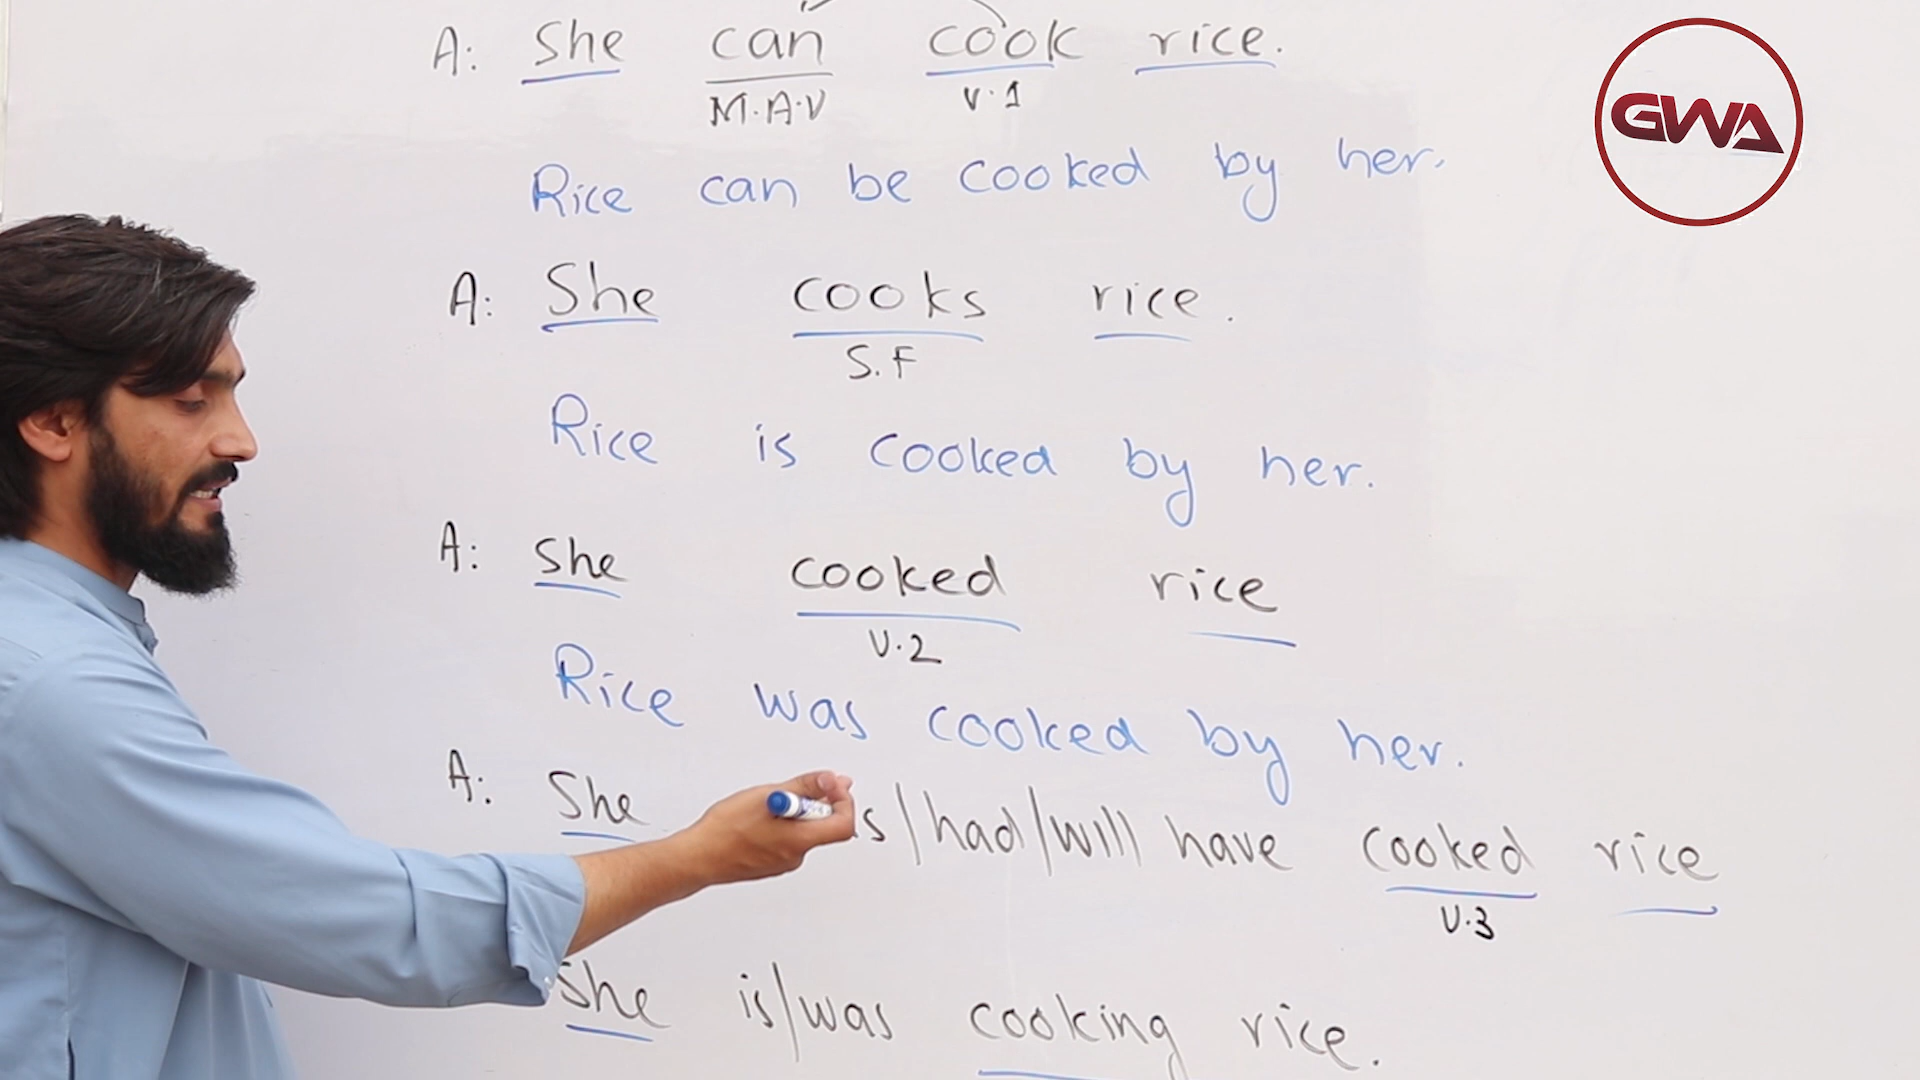 A: She can cook rice.
M.A.V V.1
GWA
Rice can be cooked by her.
A: She cooks rice.
S.F
Rice is cooked by her.
A: She cooked rice
V.2
Rice was cooked by her.
A: She /had/will have cooked rice
V.3
She is/was cooking rice.